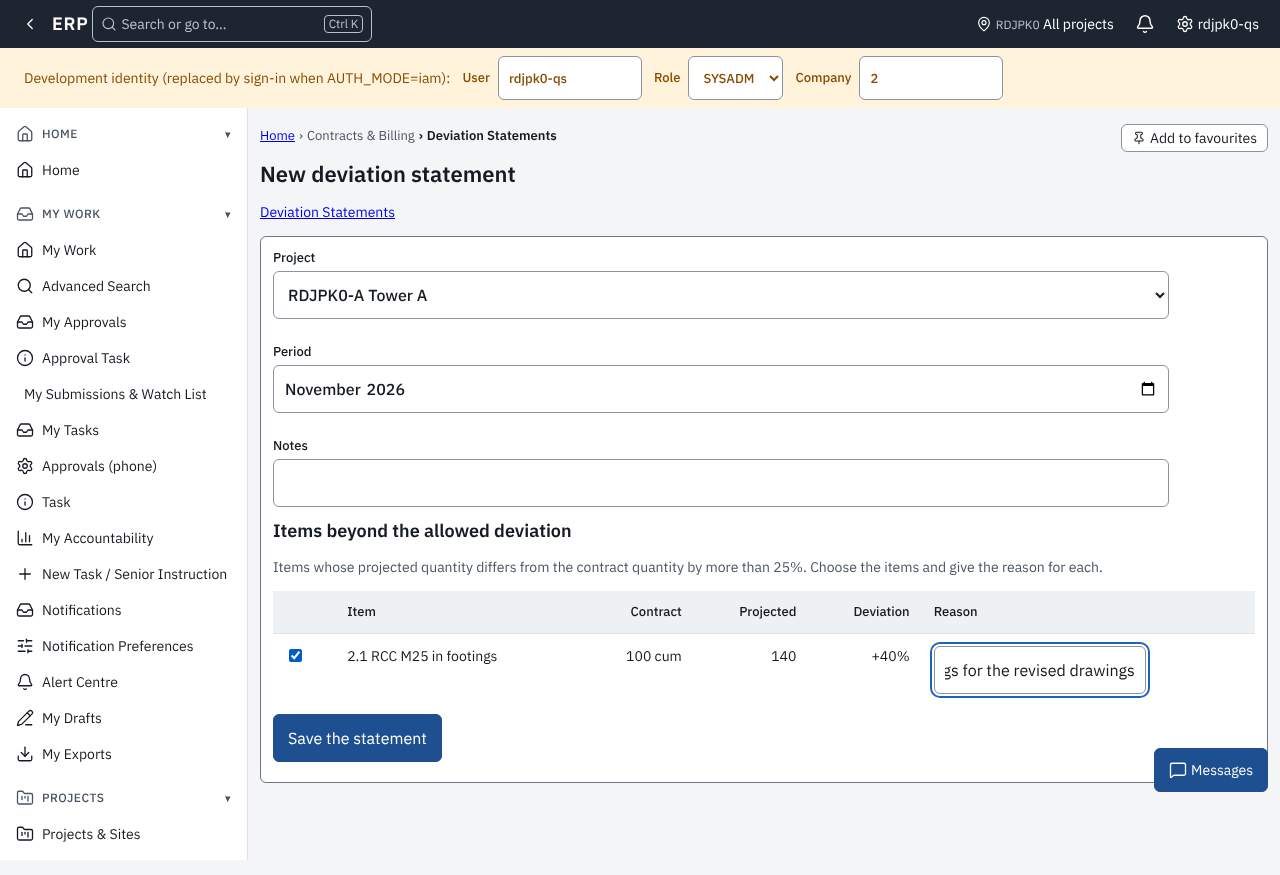 ERP Search or go to... Ctrl K RDJPK0 All projects rdjpk0-qs
Development identity (replaced by sign-in when AUTH_MODE=iam): User rdjpk0-qs Role SYSADM Company 2
HOME
Home
MY WORK
My Work
Advanced Search
My Approvals
Approval Task
My Submissions & Watch List
My Tasks
Approvals (phone)
Task
My Accountability
New Task / Senior Instruction
Notifications
Notification Preferences
Alert Centre
My Drafts
My Exports
PROJECTS
Projects & Sites
Home › Contracts & Billing › Deviation Statements
Add to favourites
New deviation statement
Deviation Statements
Project
RDJPK0-A Tower A
Period
November 2026
Notes
Items beyond the allowed deviation
Items whose projected quantity differs from the contract quantity by more than 25%. Choose the items and give the reason for each.
Item Contract Projected Deviation Reason
2.1 RCC M25 in footings 100 cum 140 +40% gs for the revised drawings
Save the statement
Messages